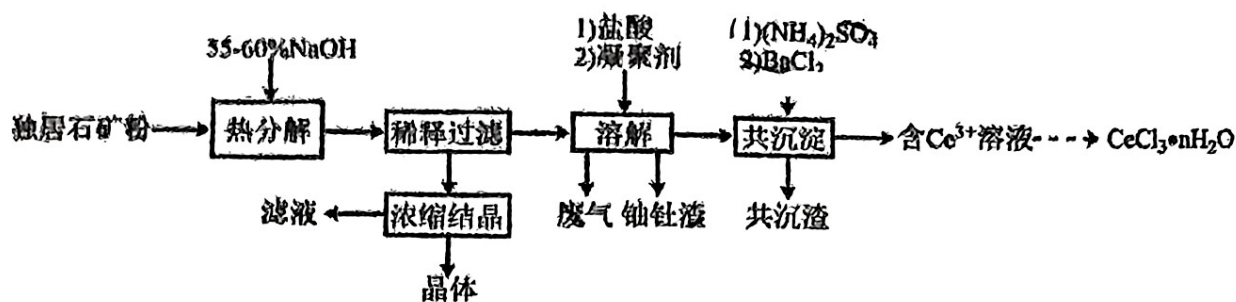 55-60%NaOH
1)盐酸
2)凝聚剂
(1)(NH₄)₂SO₄
2)BaCl₂
独居石矿粉
热分解
稀释过滤
溶解
共沉淀
含Ce³⁺溶液
CeCl₃•nH₂O
滤液
浓缩结晶
废气
铀钍渣
共沉渣
晶体